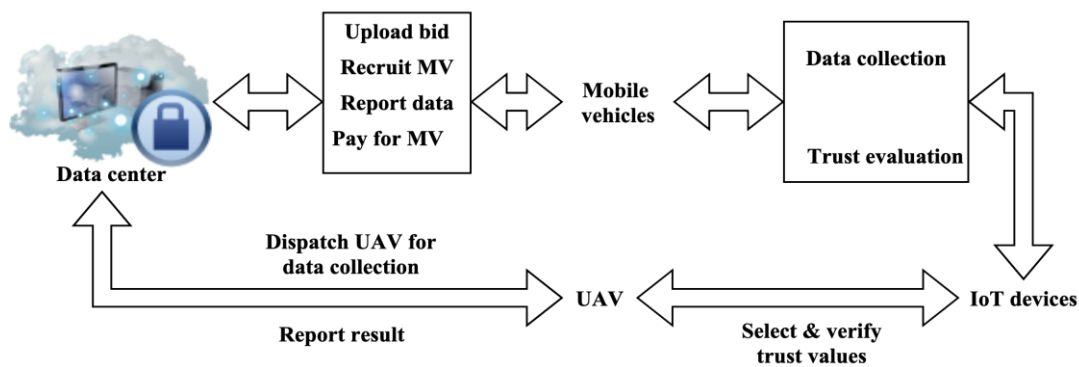 Upload bid
Recruit MV
Report data
Pay for MV
Data center
Mobile
vehicles
Data collection
Trust evaluation
Dispatch UAV for
data collection
Report result
UAV
Select & verify
trust values
IoT devices